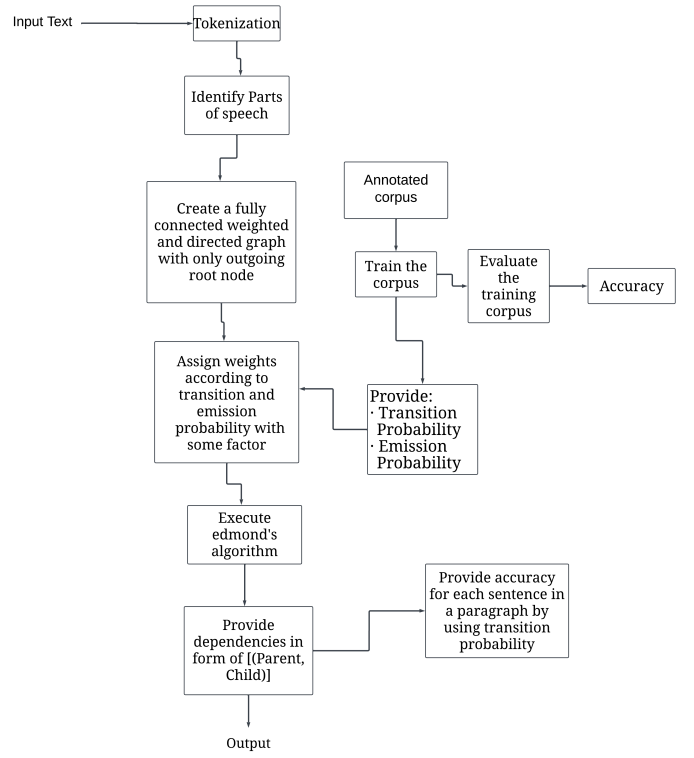 Input Text
Tokenization
Identify Parts
of speech
Create a fully
connected weighted
and directed graph
with only outgoing
root node
Annotated
corpus
Train the
corpus
Evaluate
the
training
corpus
Accuracy
Assign weights
according to
transition and
emission
probability with
some factor
Provide:
· Transition
Probability
· Emission
Probability
Execute
edmond's
algorithm
Provide
dependencies in
form of [(Parent,
Child)]
Provide accuracy
for each sentence in
a paragraph by
using transition
probability
Output